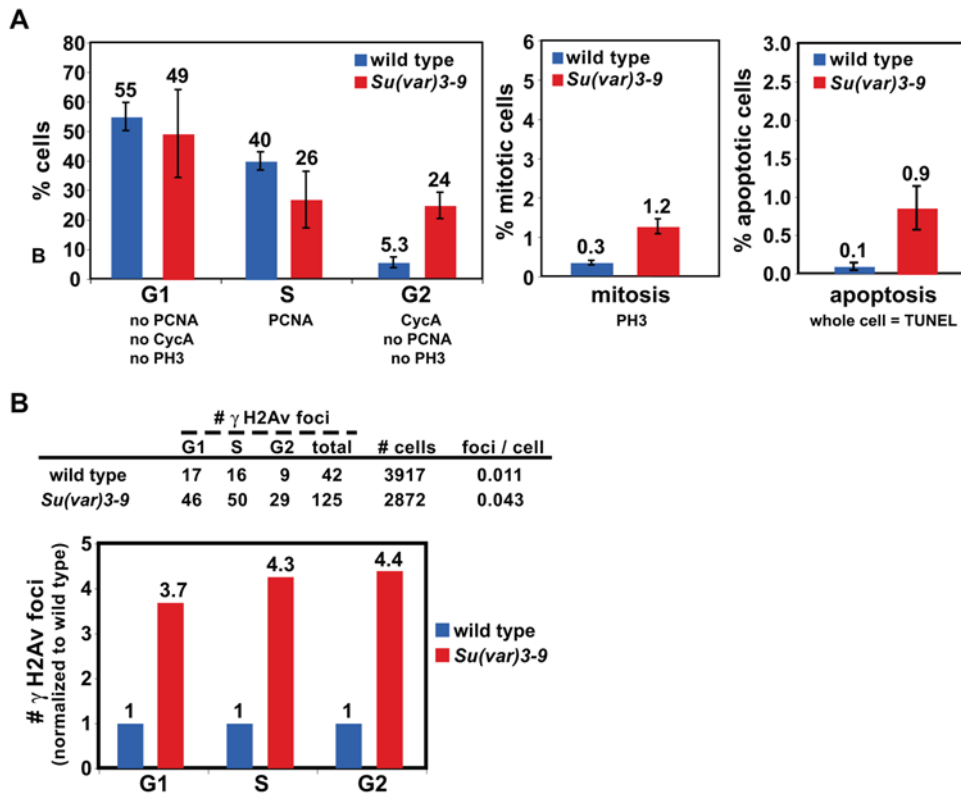 A
80
70
60
50
40
30
20
10
0
% cells
B
wild type
Su(var)3-9
55
49
40
26
5.3
24
G1
S
G2
no PCNA
no CycA
no PH3
PCNA
CycA
no PCNA
no PH3
6
5
4
3
2
1
0
% mitotic cells
wild type
Su(var)3-9
0.3
1.2
mitosis
PH3
3.0
2.5
2.0
1.5
1.0
0.5
0.0
% apoptotic cells
wild type
Su(var)3-9
0.1
0.9
apoptosis
whole cell = TUNEL
B
# γ H2Av foci
G1 S G2 total # cells foci / cell
wild type 17 16 9 42 3917 0.011
Su(var)3-9 46 50 29 125 2872 0.043
5
4
3
2
1
0
# γ H2Av foci
(normalized to wild type)
1
3.7
1
4.3
1
4.4
G1
S
G2
wild type
Su(var)3-9